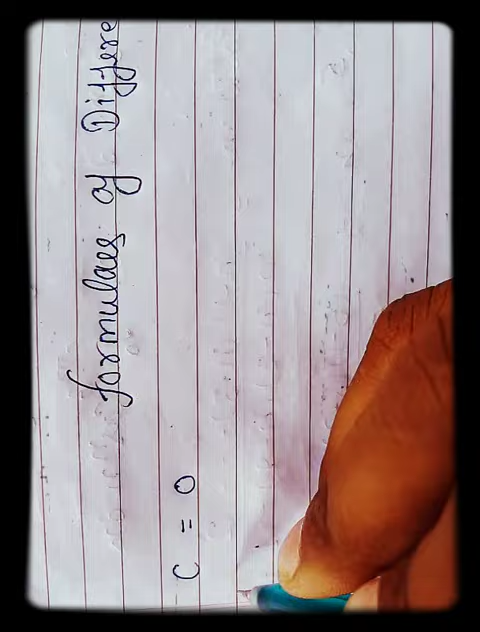 formulaes of Differe
C = 0